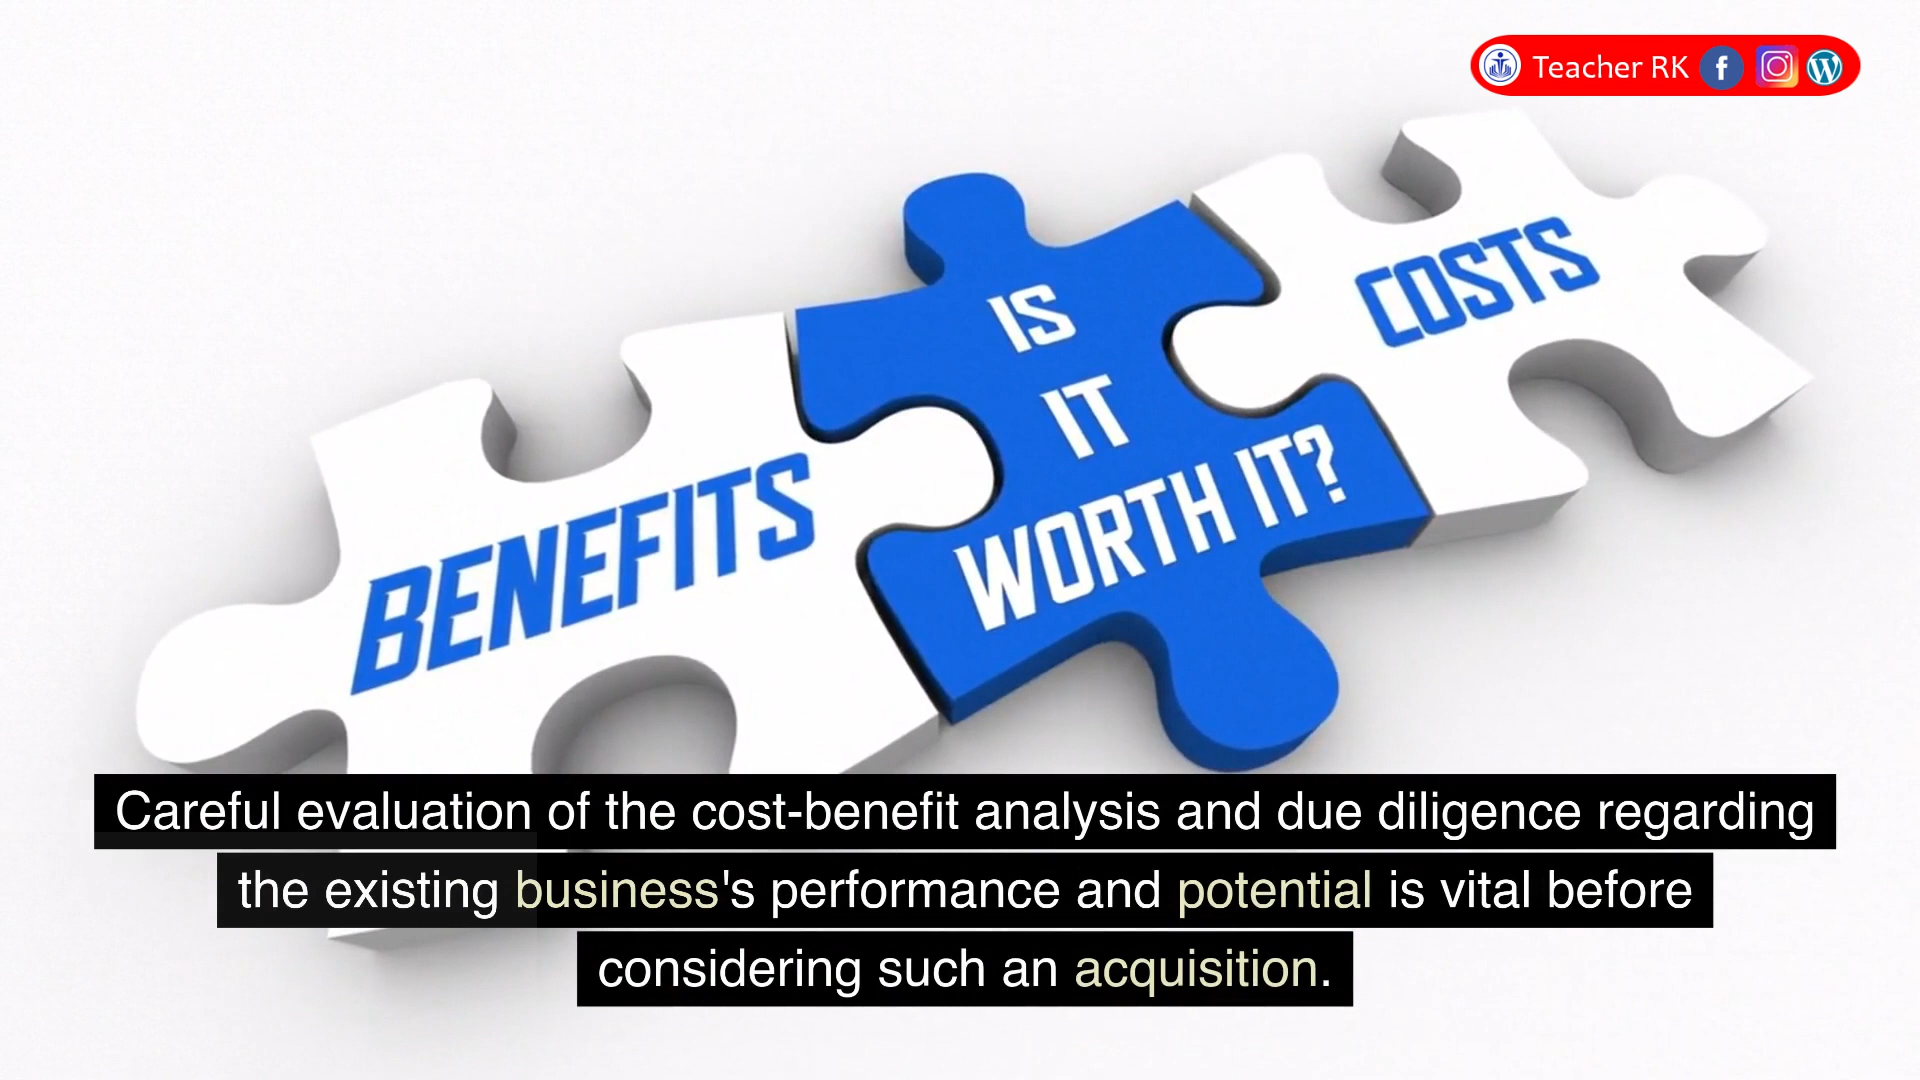 Teacher RK
COSTS
IS
IT
WORTH IT?
BENEFITS
Careful evaluation of the cost-benefit analysis and due diligence regarding
the existing business's performance and potential is vital before
considering such an acquisition.